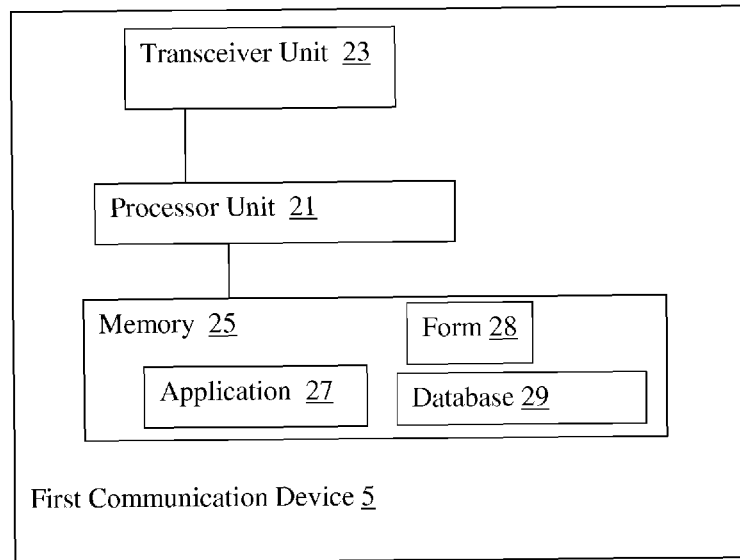 Transceiver Unit 23
Processor Unit 21
Memory 25
Form 28
Application 27
Database 29
First Communication Device 5